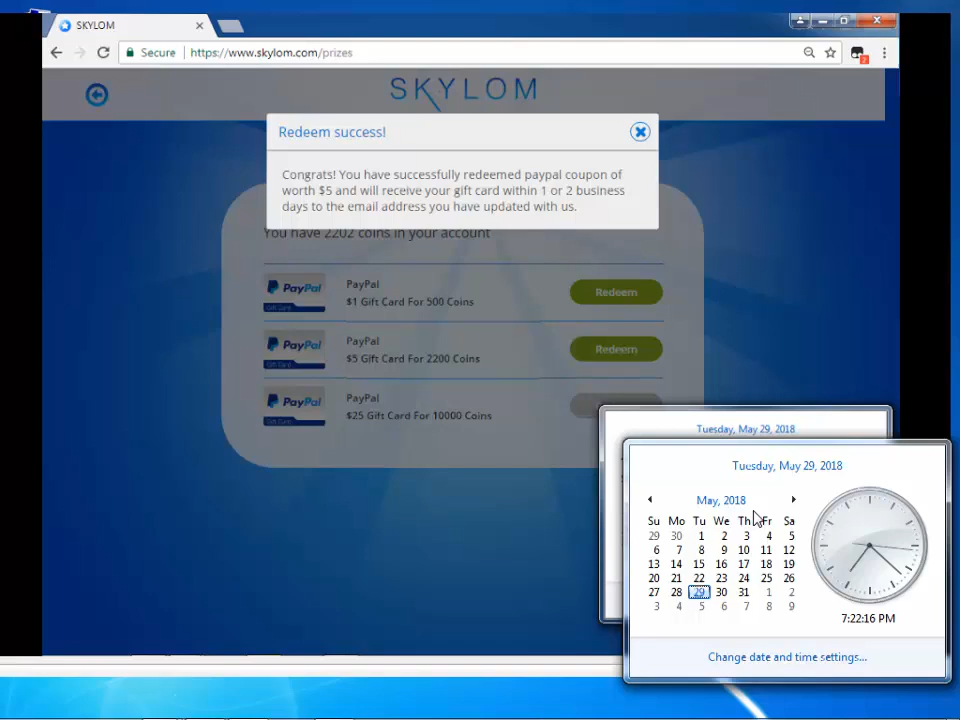 SKYLOM
Secure https://www.skylom.com/prizes
2
SKYLOM
Redeem success!
Congrats! You have successfully redeemed paypal coupon of
worth $5 and will receive your gift card within 1 or 2 business
days to the email address you have updated with us.
You have 2202 coins in your account
PayPal
Gift Card
PayPal
$1 Gift Card For 500 Coins
Redeem
PayPal
Gift Card
PayPal
$5 Gift Card For 2200 Coins
Redeem
PayPal
Gift Card
PayPal
$25 Gift Card For 10000 Coins
Tuesday, May 29, 2018
Tuesday, May 29, 2018
May, 2018
Su Mo Tu We Th Fr Sa
29 30 1 2 3 4 5
6 7 8 9 10 11 12
13 14 15 16 17 18 19
20 21 22 23 24 25 26
27 28 29 30 31 1 2
3 4 5 6 7 8 9
7:22:16 PM
Change date and time settings...